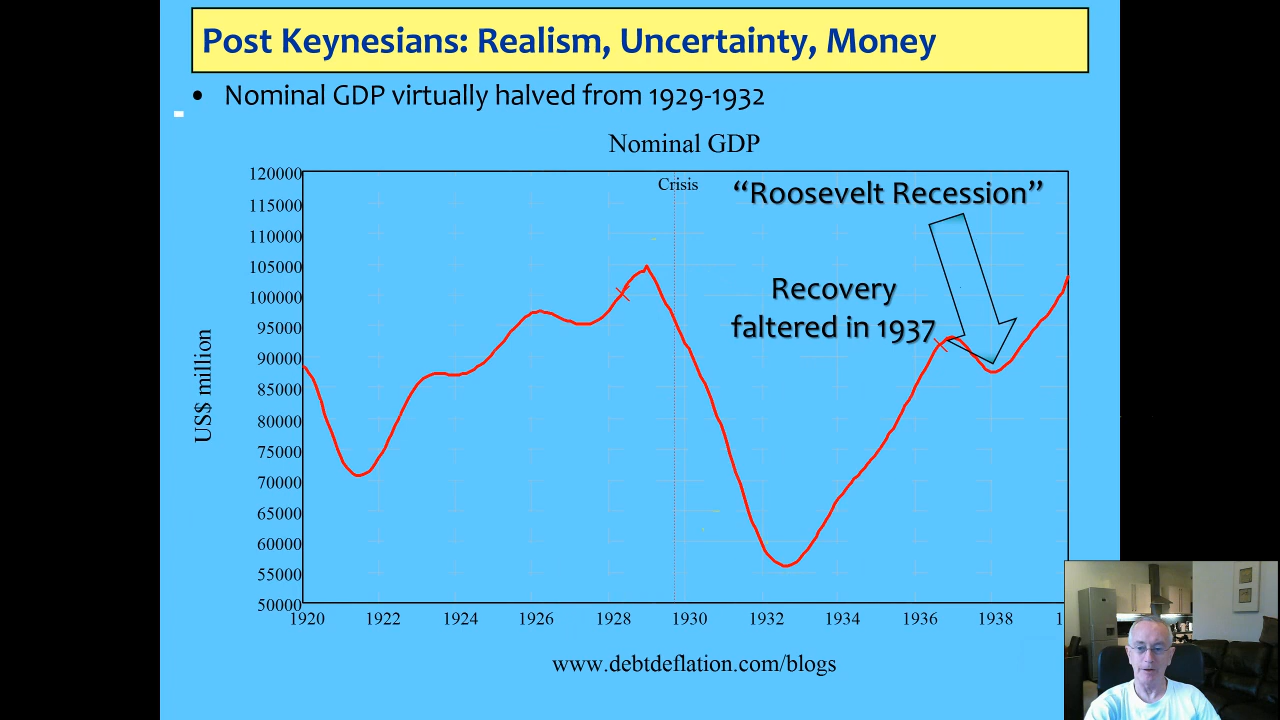 Post Keynesians: Realism, Uncertainty, Money
• Nominal GDP virtually halved from 1929-1932
Nominal GDP
120000
115000
110000
105000
100000
95000
90000
85000
80000
75000
70000
65000
60000
55000
50000
US$ million
Crisis
“Roosevelt Recession”
Recovery
faltered in 1937
1920 1922 1924 1926 1928 1930 1932 1934 1936 1938 1
www.debtdeflation.com/blogs